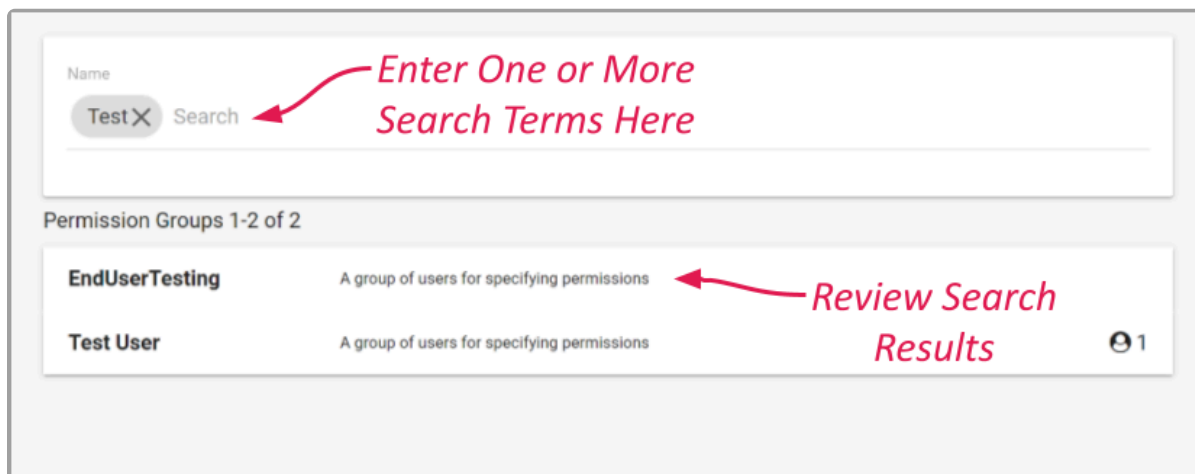 Name
Test Search
Enter One or More
Search Terms Here
Permission Groups 1-2 of 2
EndUserTesting A group of users for specifying permissions
Review Search
Results
Test User A group of users for specifying permissions 1